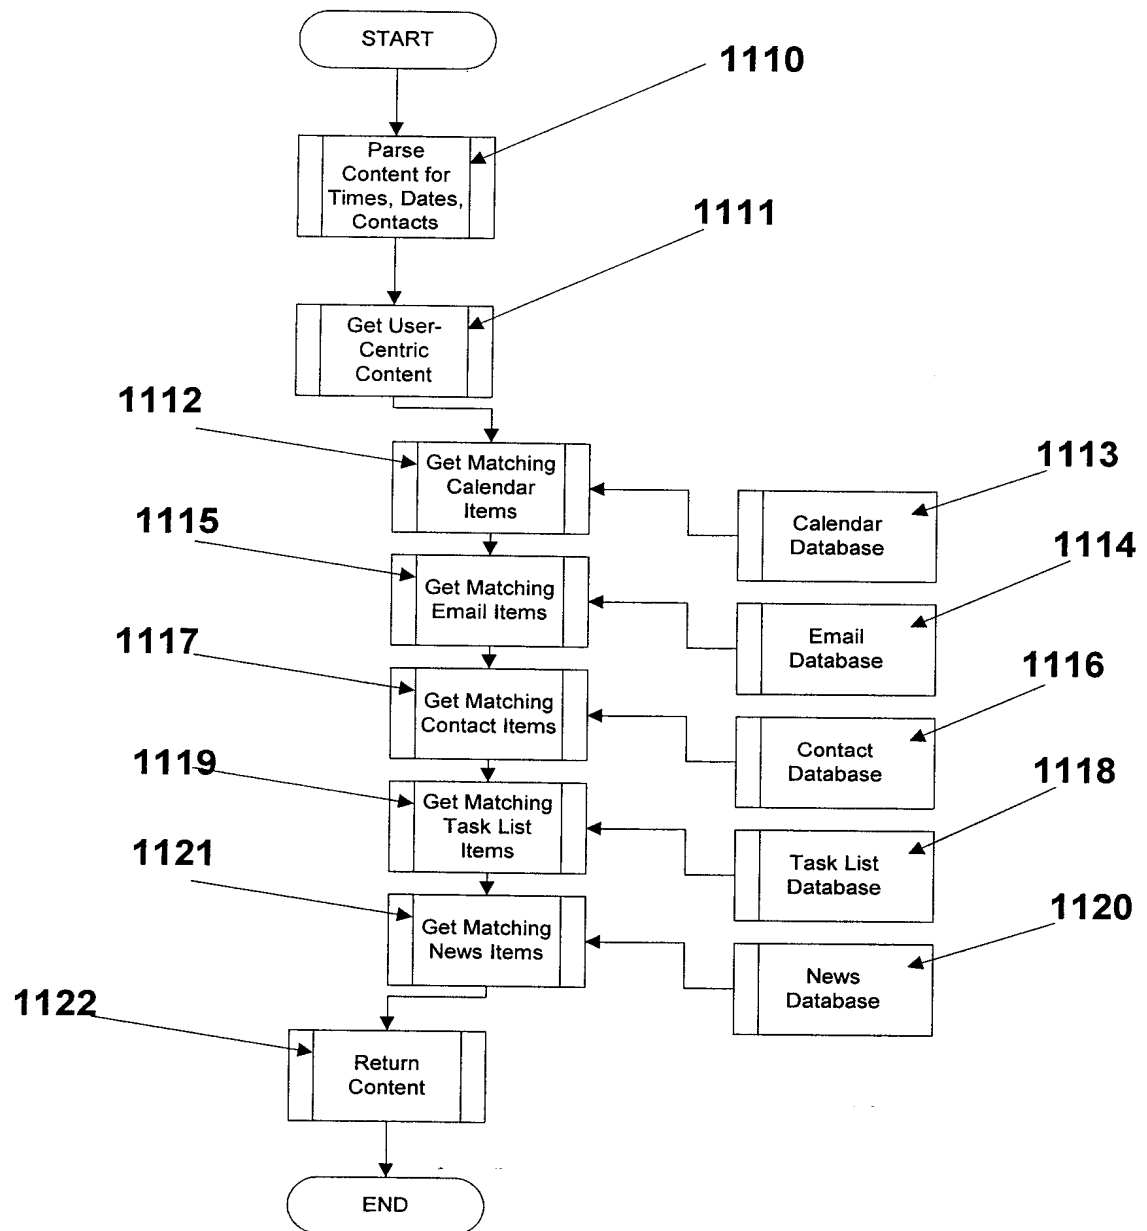 START
1110
Parse
Content for
Times, Dates,
Contacts
1111
Get User-
Centric
Content
1112
Get Matching
Calendar
Items
1113
Calendar
Database
1115
Get Matching
Email Items
1114
Email
Database
1117
Get Matching
Contact Items
1116
Contact
Database
1119
Get Matching
Task List
Items
1118
Task List
Database
1121
Get Matching
News Items
1120
News
Database
1122
Return
Content
END